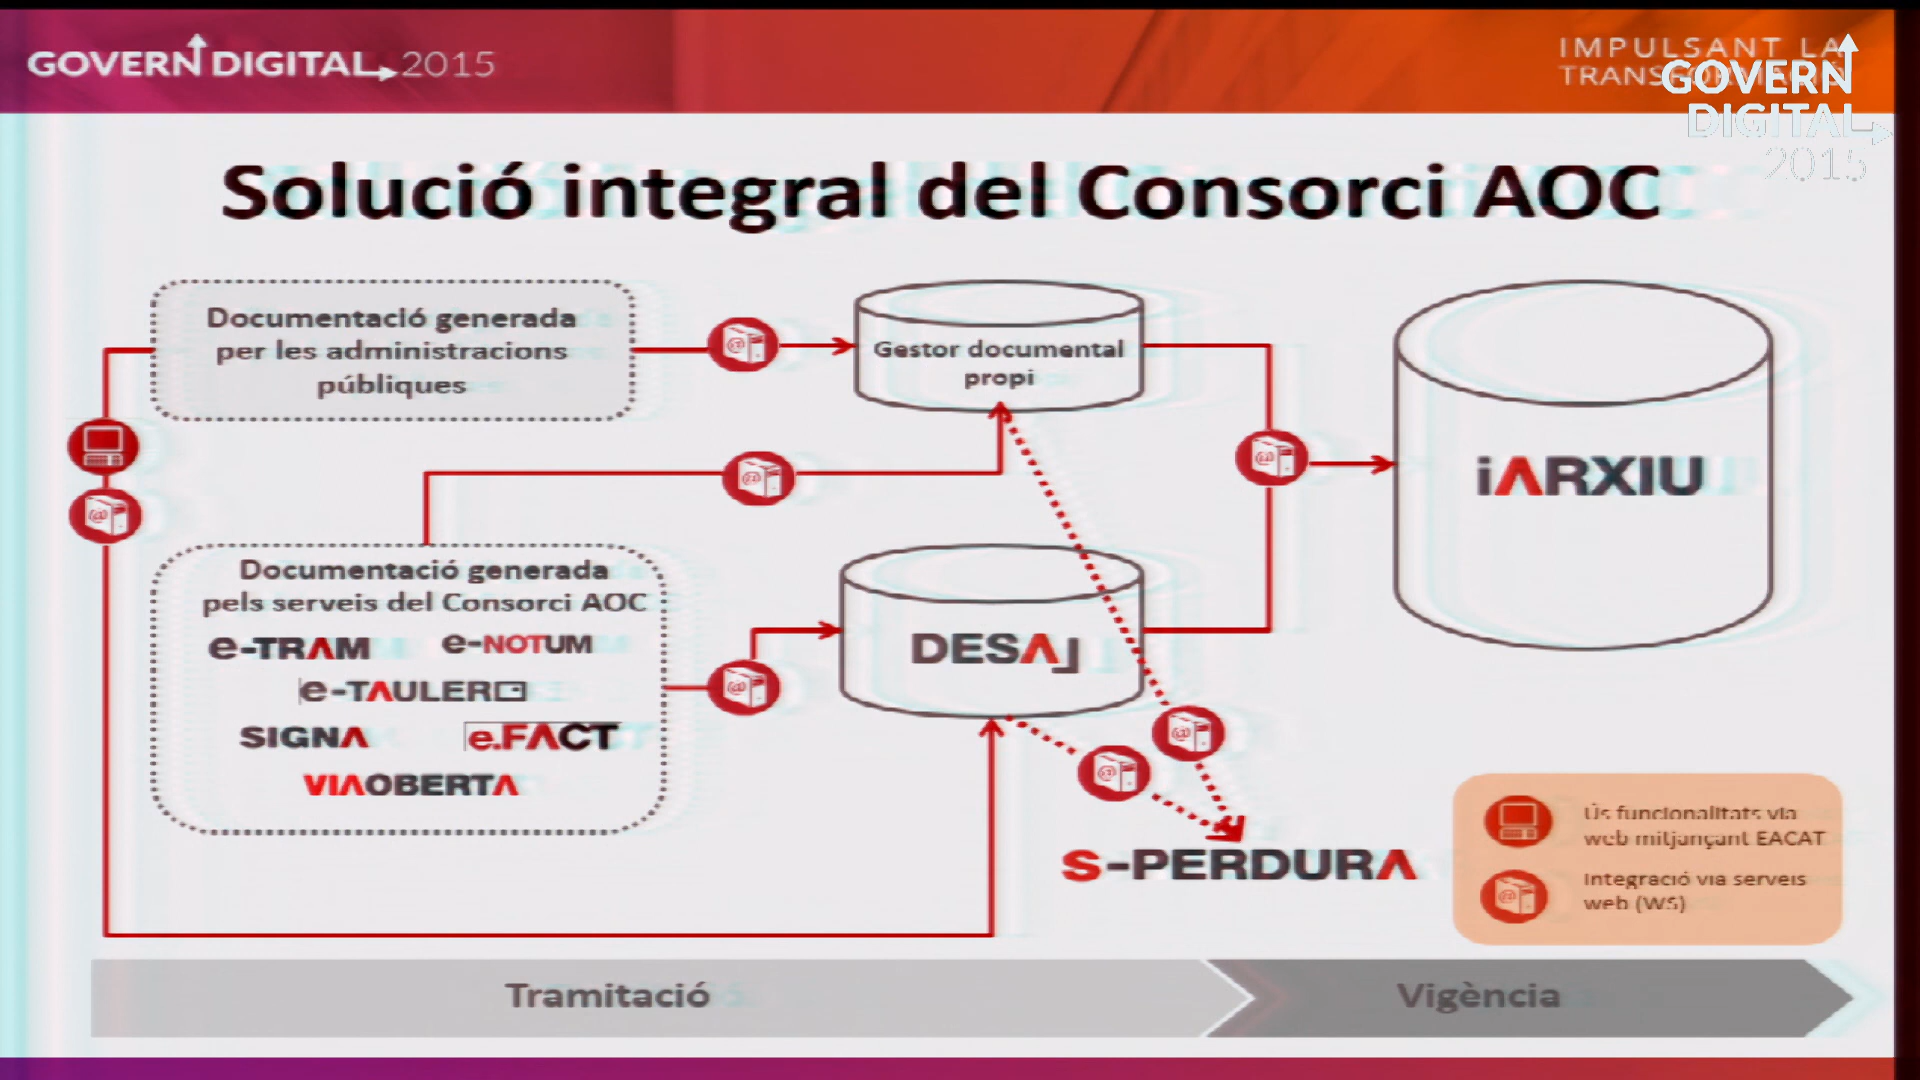 GOVERN DIGITAL 2015
IMPULSANT LA
GOVERN
DIGITAL
2015
Solució integral del Consorci AOC
Documentació generada
per les administracions
públiques
Gestor documental
propi
iARXIU
Documentació generada
pels serveis del Consorci AOC
e-TRAM
e-NOTUM
e-TAULER
SIGNA
e.FACT
VIAOBERTA
DESAJ
S-PERDURA
Ús funcionalitats via
web mitjançant EACAT
Integració via serveis
web (WS)
Tramitació
Vigència